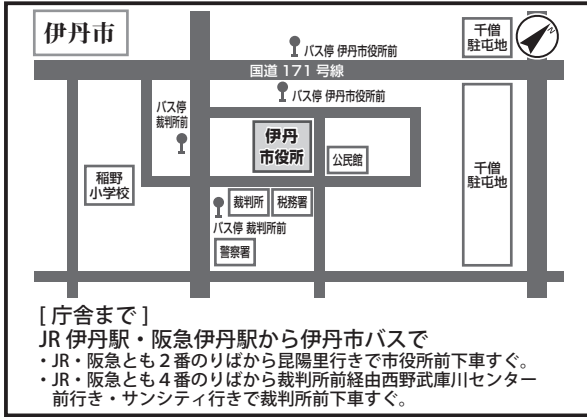 伊丹市
千僧
駐屯地
N
バス停 伊丹市役所前
国道 171 号線
バス停 伊丹市役所前
バス停
裁判所前
伊丹
市役所
公民館
千僧
駐屯地
稲野
小学校
裁判所
税務署
バス停 裁判所前
警察署
[ 庁舎まで ]
JR 伊丹駅・阪急伊丹駅から伊丹市バスで
・JR・阪急とも２番のりばから昆陽里行きで市役所前下車すぐ。
・JR・阪急とも４番のりばから裁判所前経由西野武庫川センター
前行き・サンシティ行きで裁判所前下車すぐ。